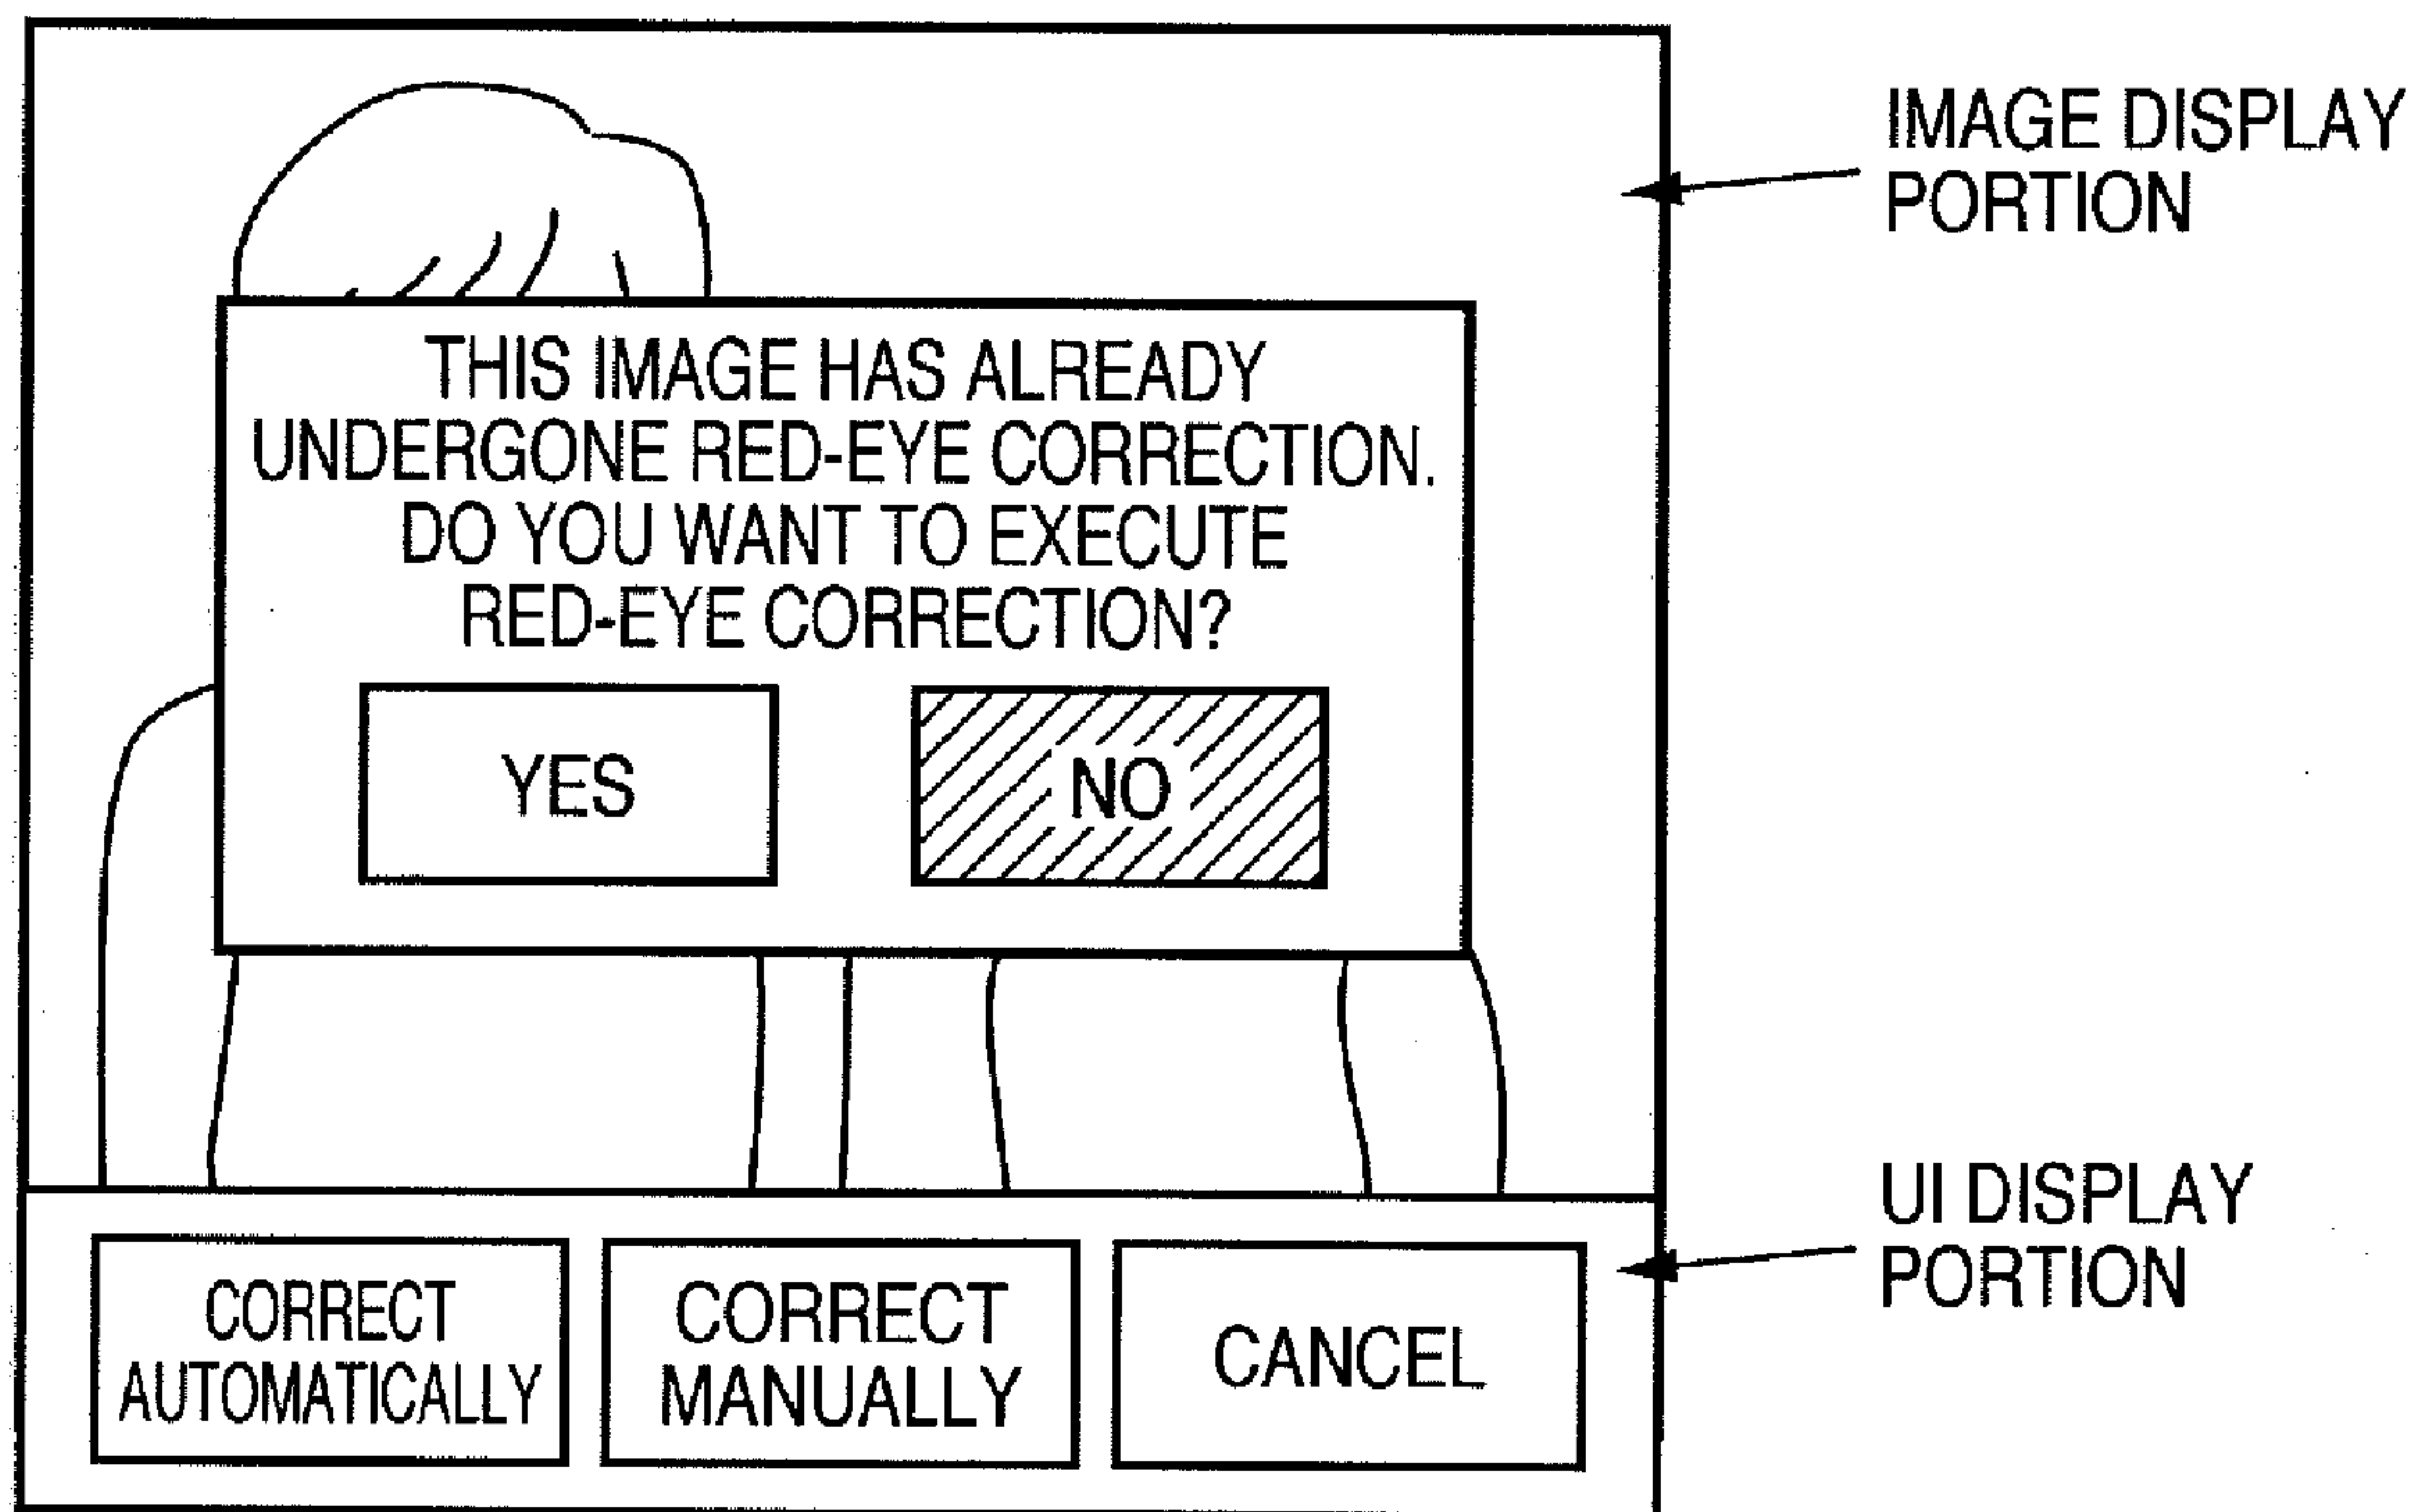 IMAGE DISPLAY
PORTION
THIS IMAGE HAS ALREADY
UNDERGONE RED-EYE CORRECTION.
DO YOU WANT TO EXECUTE
RED-EYE CORRECTION?
YES
NO
UI DISPLAY
PORTION
CORRECT
AUTOMATICALLY
CORRECT
MANUALLY
CANCEL